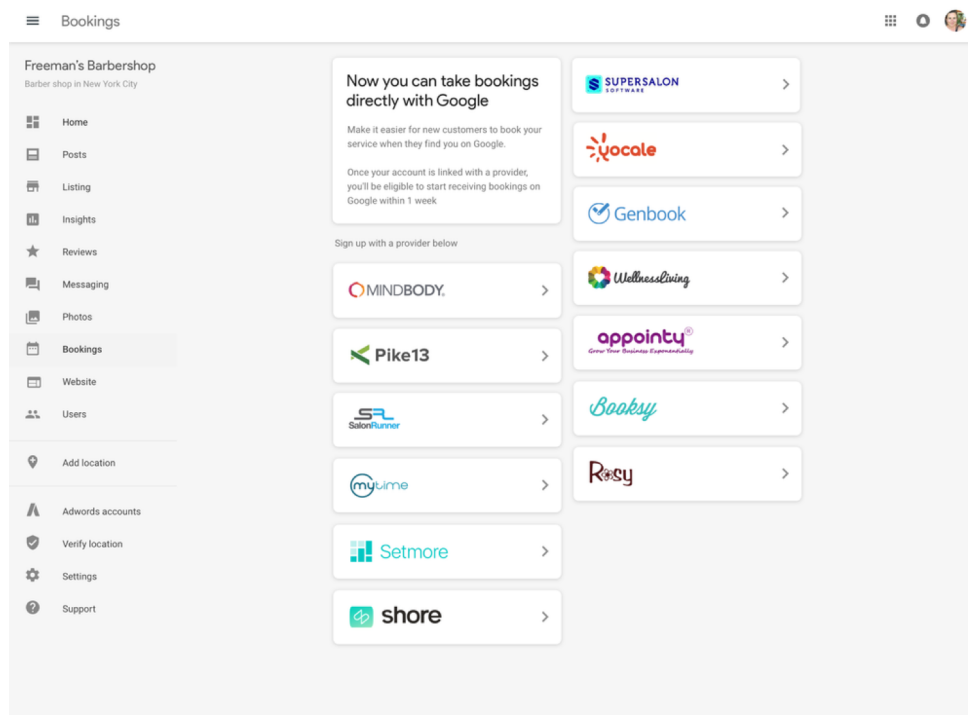 Bookings
Freeman's Barbershop
Barber shop in New York City
Home
Posts
Listing
Insights
Reviews
Messaging
Photos
Bookings
Website
Users
Add location
Adwords accounts
Verify location
Settings
Support
Now you can take bookings
directly with Google
Make it easier for new customers to book your
service when they find you on Google.
Once your account is linked with a provider,
you'll be eligible to start receiving bookings on
Google within 1 week
Sign up with a provider below
MINDBODY
Pike13
SR
SalonRunner
mytime
Setmore
shore
SUPERSALON
SOFTWARE
yocale
Genbook
WellnessLiving
appointy
Grow Your Business Exponentially
Booksy
Rosy